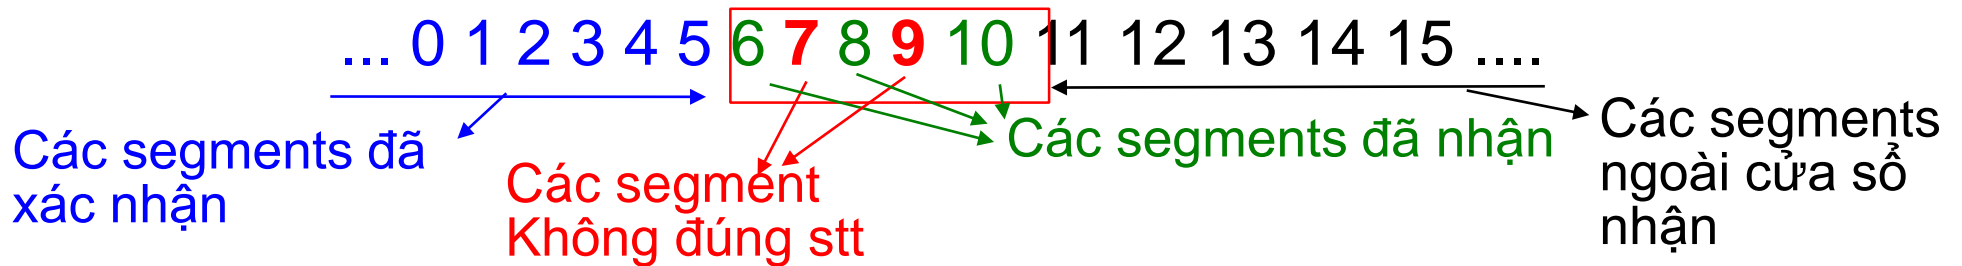 ... 0 1 2 3 4 5 6 7 8 9 10 11 12 13 14 15 ....
Các segments đã
xác nhận
Các segment
Không đúng stt
Các segments đã nhận
Các segments
ngoài cửa sổ
nhận